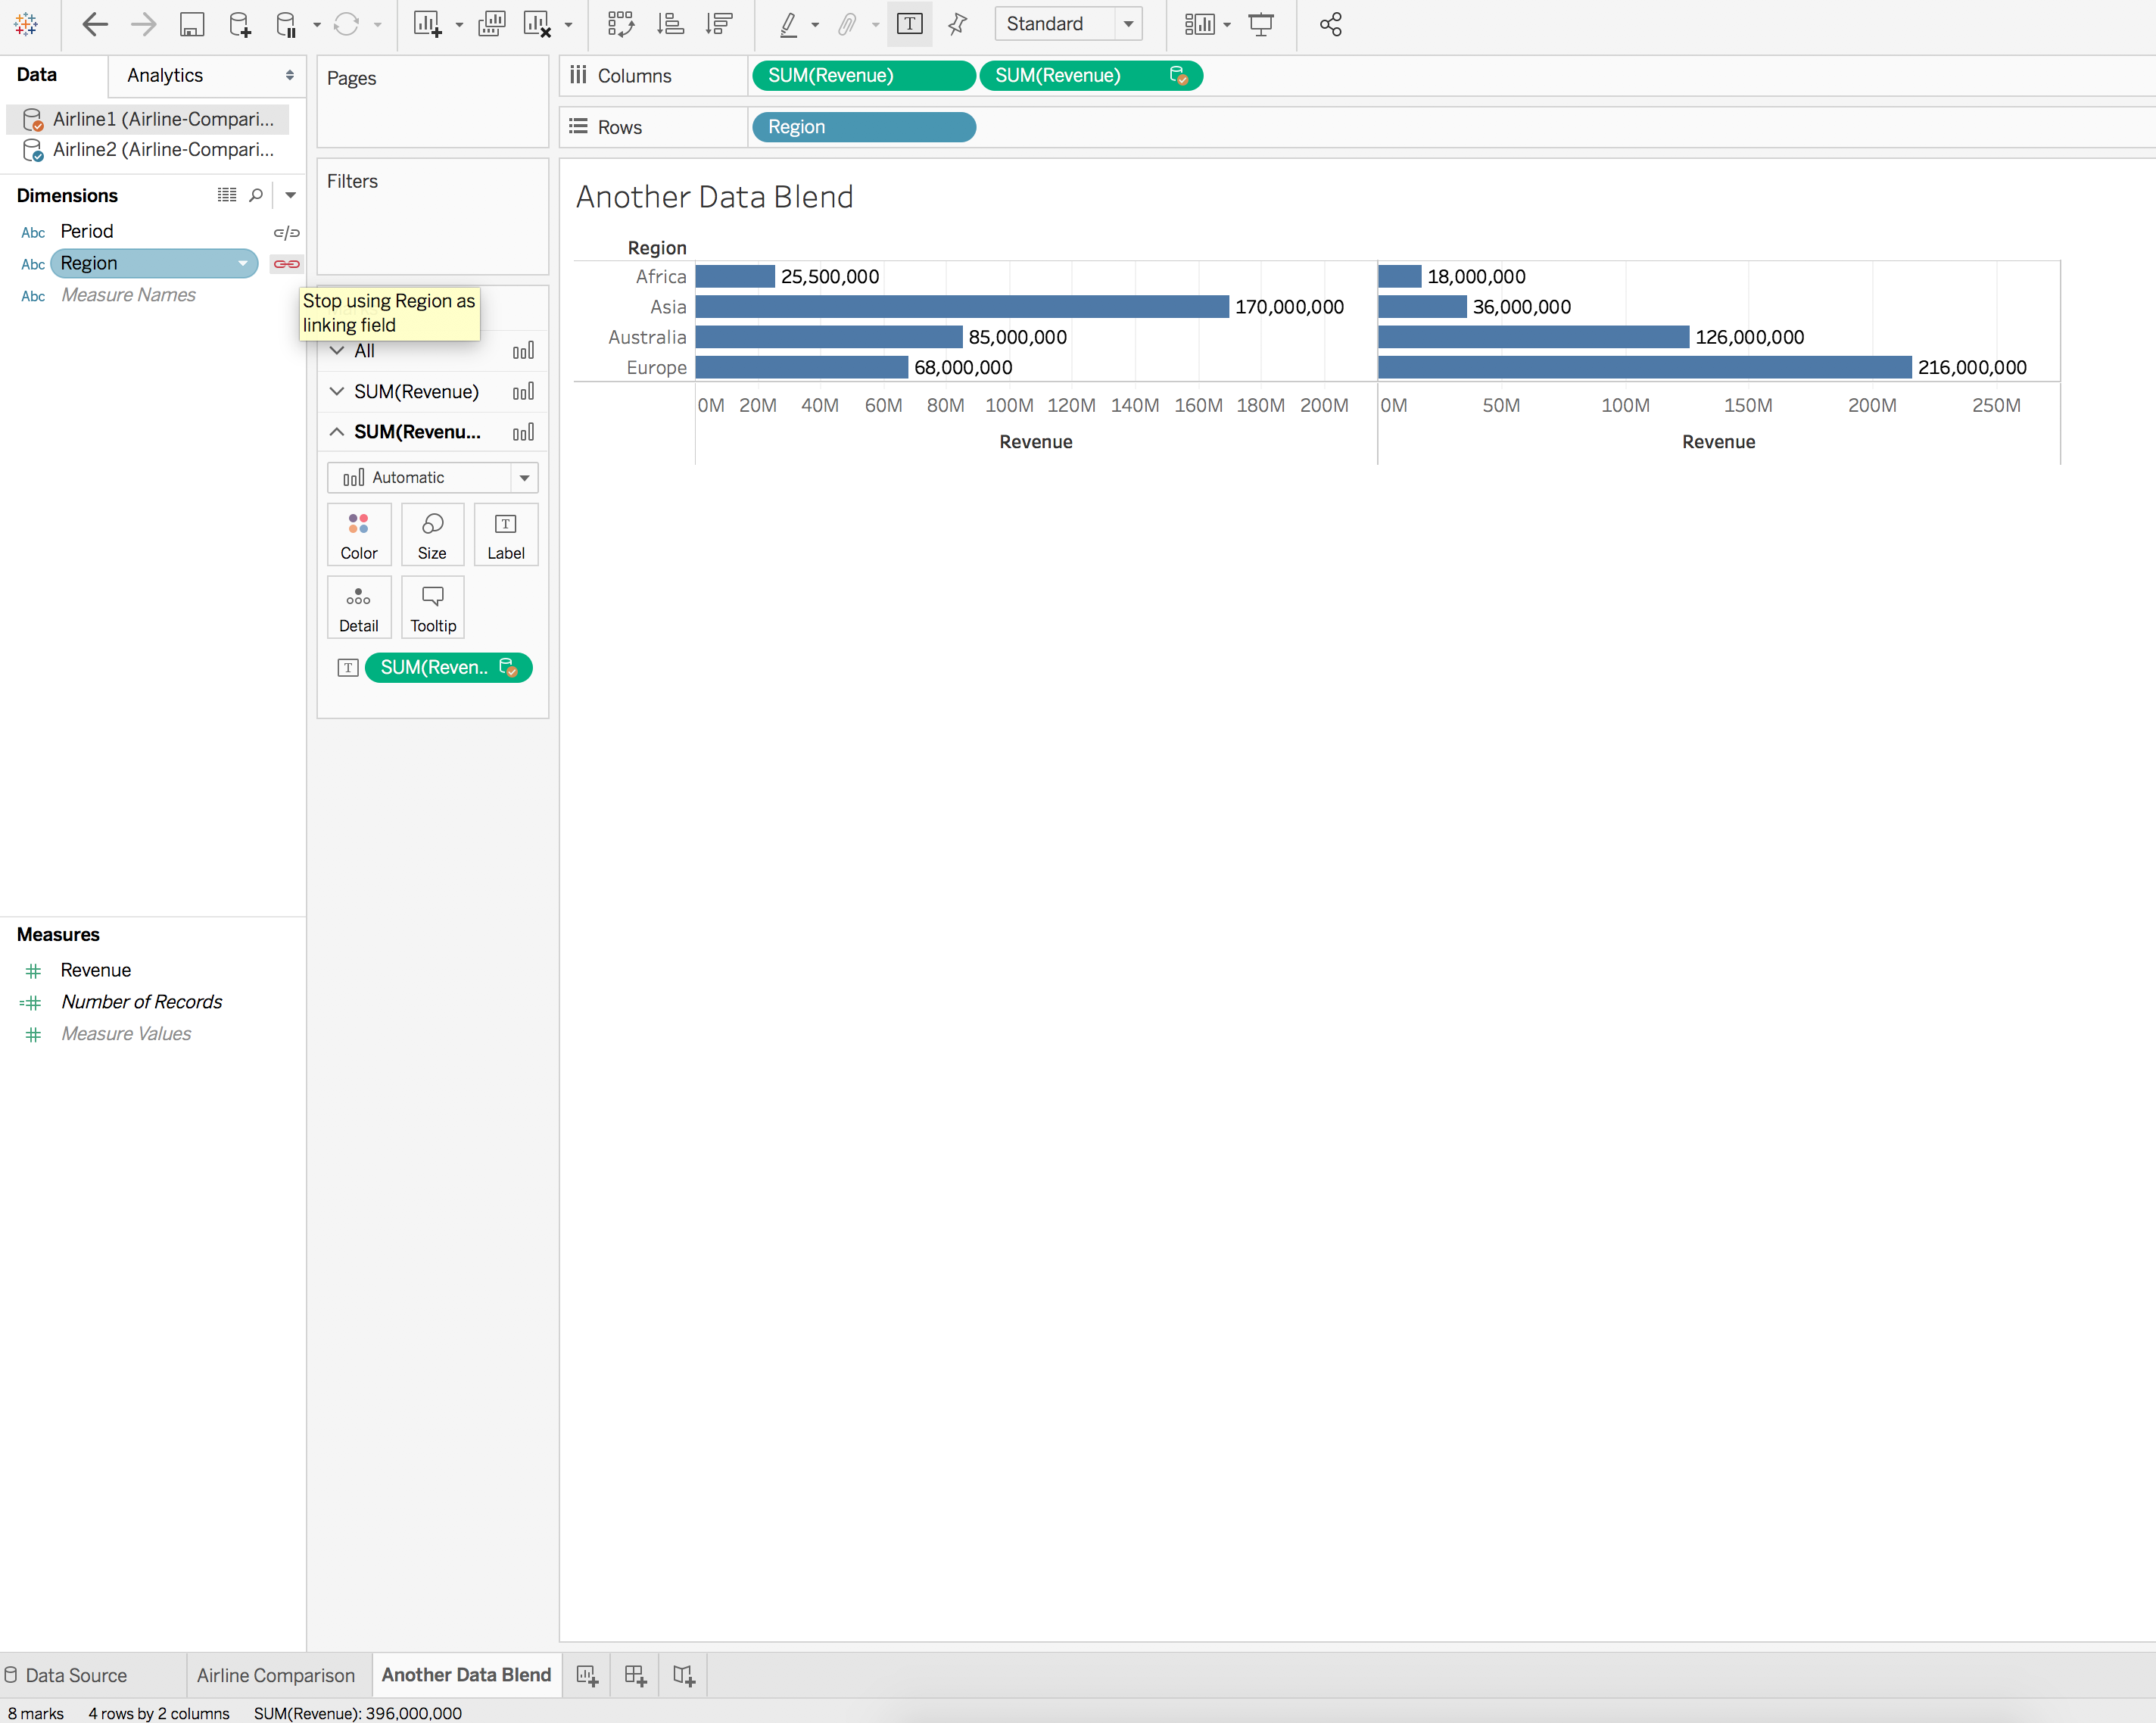 Standard
Data
Analytics
Airline1 (Airline-Compari...
Airline2 (Airline-Compari...
Dimensions
Abc Period
Abc Region
Abc Measure Names
Stop using Region as
linking field
Measures
Revenue
Number of Records
Measure Values
Pages
Filters
All
SUM(Revenue)
SUM(Revenu...
Automatic
Color Size Label
Detail Tooltip
SUM(Reven..
Columns SUM(Revenue) SUM(Revenue)
Rows Region
Another Data Blend
Region
Africa 25,500,000 18,000,000
Asia 170,000,000 36,000,000
Australia 85,000,000 126,000,000
Europe 68,000,000 216,000,000
0M 20M 40M 60M 80M 100M 120M 140M 160M 180M 200M 0M 50M 100M 150M 200M 250M
Revenue Revenue
Data Source Airline Comparison Another Data Blend
8 marks 4 rows by 2 columns SUM(Revenue): 396,000,000